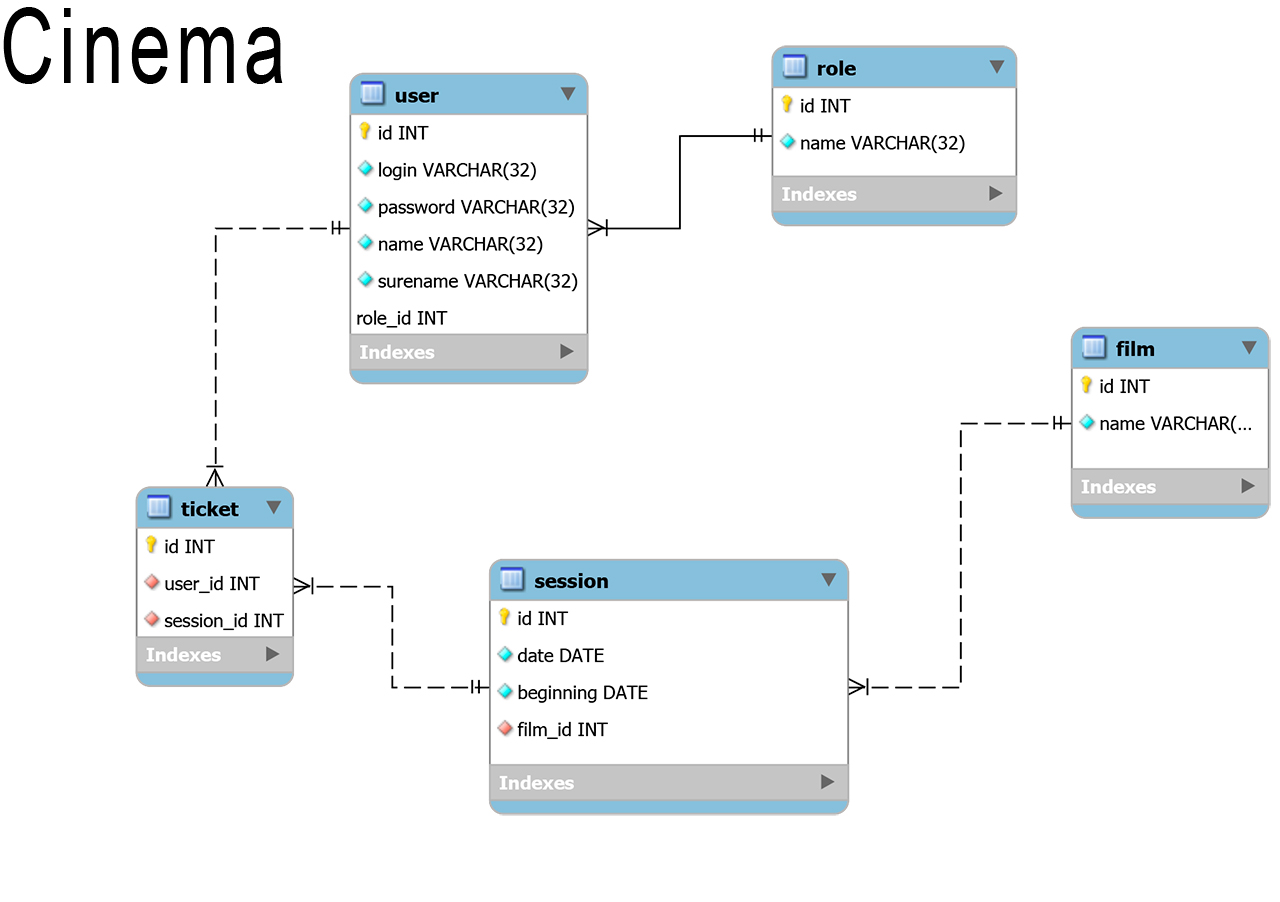 Cinema
user
id INT
login VARCHAR(32)
password VARCHAR(32)
name VARCHAR(32)
surename VARCHAR(32)
role_id INT
Indexes
role
id INT
name VARCHAR(32)
Indexes
film
id INT
name VARCHAR(...
Indexes
ticket
id INT
user_id INT
session_id INT
Indexes
session
id INT
date DATE
beginning DATE
film_id INT
Indexes